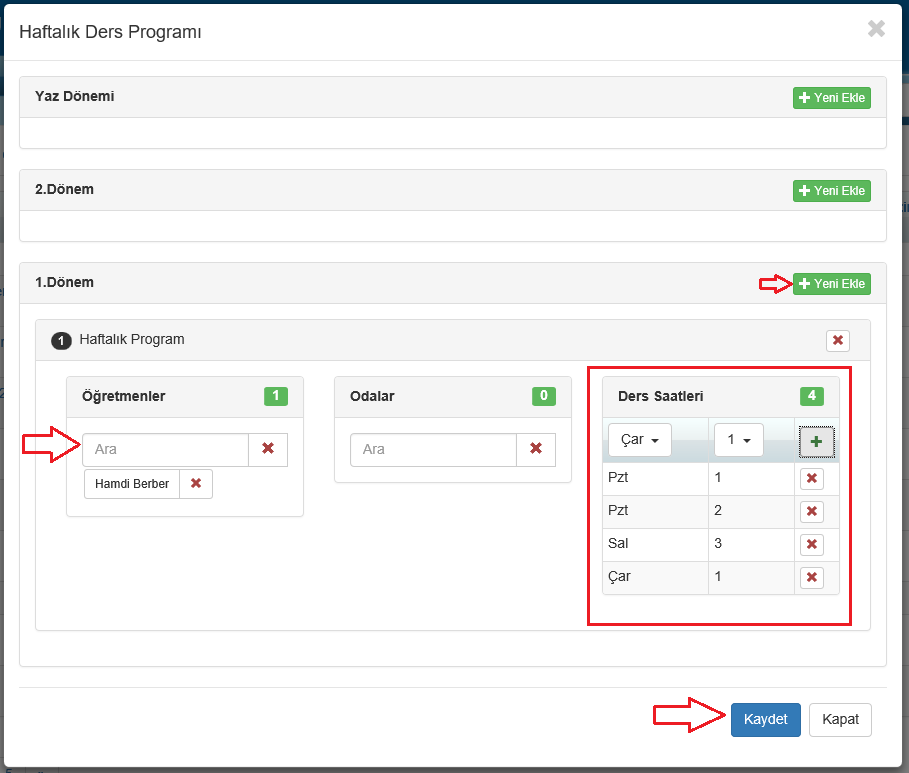 Haftalık Ders Programı
Yaz Dönemi
Yeni Ekle
2.Dönem
Yeni Ekle
1.Dönem
Yeni Ekle
1 Haftalık Program
Öğretmenler 1
Ara
Hamdi Berber
Odalar 0
Ara
Ders Saatleri 4
Çar 1
Pzt 1
Pzt 2
Sal 3
Çar 1
Kaydet Kapat